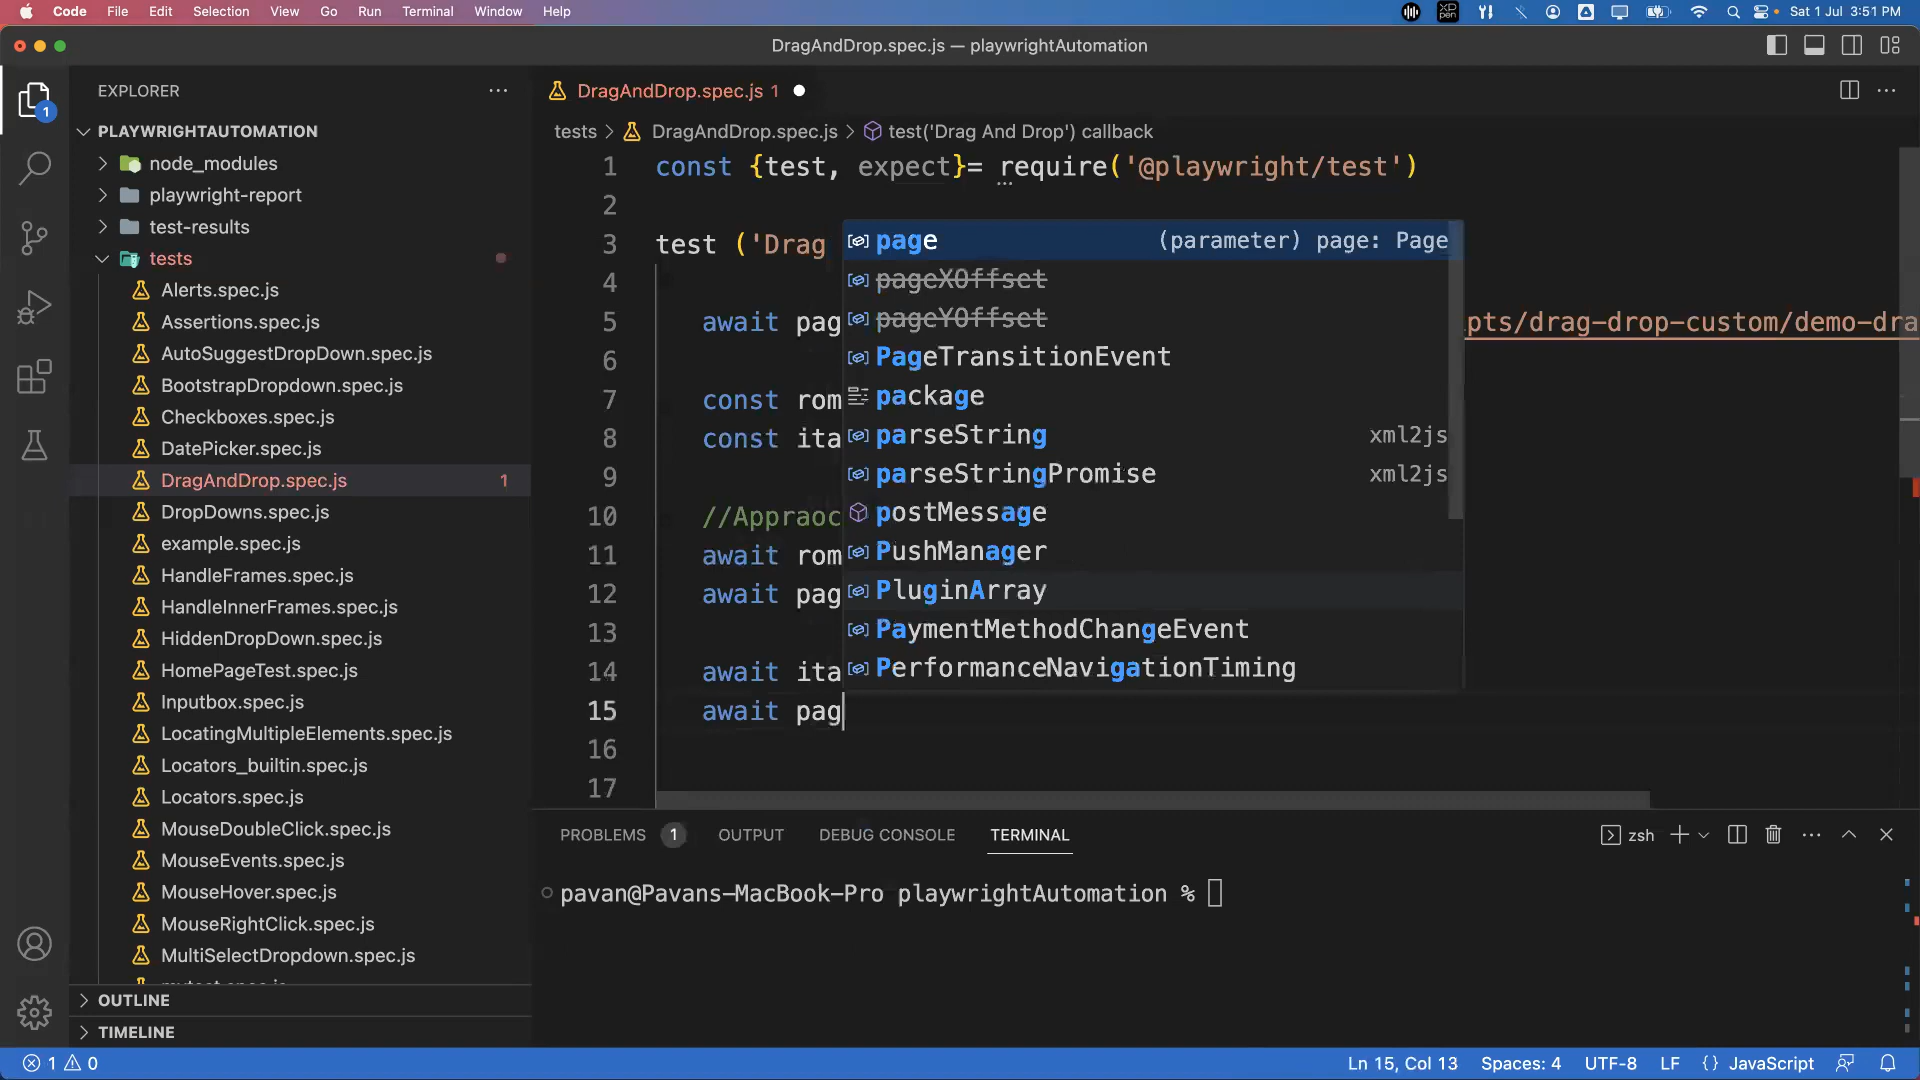 Code File Edit Selection View Go Run Terminal Window Help Sat 1 Jul 3:51 PM
DragAndDrop.spec.js — playwrightAutomation
EXPLORER
DragAndDrop.spec.js 1
PLAYWRIGHTAUTOMATION
tests > DragAndDrop.spec.js > test('Drag And Drop') callback
node_modules
playwright-report
test-results
tests
Alerts.spec.js
Assertions.spec.js
AutoSuggestDropDown.spec.js
BootstrapDropdown.spec.js
Checkboxes.spec.js
DatePicker.spec.js
DragAndDrop.spec.js 1
DropDowns.spec.js
example.spec.js
HandleFrames.spec.js
HandleInnerFrames.spec.js
HiddenDropDown.spec.js
HomePageTest.spec.js
Inputbox.spec.js
LocatingMultipleElements.spec.js
Locators_builtin.spec.js
Locators.spec.js
MouseDoubleClick.spec.js
MouseEvents.spec.js
MouseHover.spec.js
MouseRightClick.spec.js
MultiSelectDropdown.spec.js
OUTLINE
TIMELINE
1 const {test, expect}= require('@playwright/test')
2
3 test ('Drag
4
5 await pag pts/drag-drop-custom/demo-dra
6
7 const rom
8 const ita
9
10 //Appraoc
11 await rom
12 await pag
13
14 await ita
15 await pag
16
17
page (parameter) page: Page
pageXOffset
pageYOffset
PageTransitionEvent
package
parseString xml2js
parseStringPromise xml2js
postMessage
PushManager
PluginArray
PaymentMethodChangeEvent
PerformanceNavigationTiming
PROBLEMS 1 OUTPUT DEBUG CONSOLE TERMINAL zsh
pavan@Pavans-MacBook-Pro playwrightAutomation %
1 0 Ln 15, Col 13 Spaces: 4 UTF-8 LF {} JavaScript